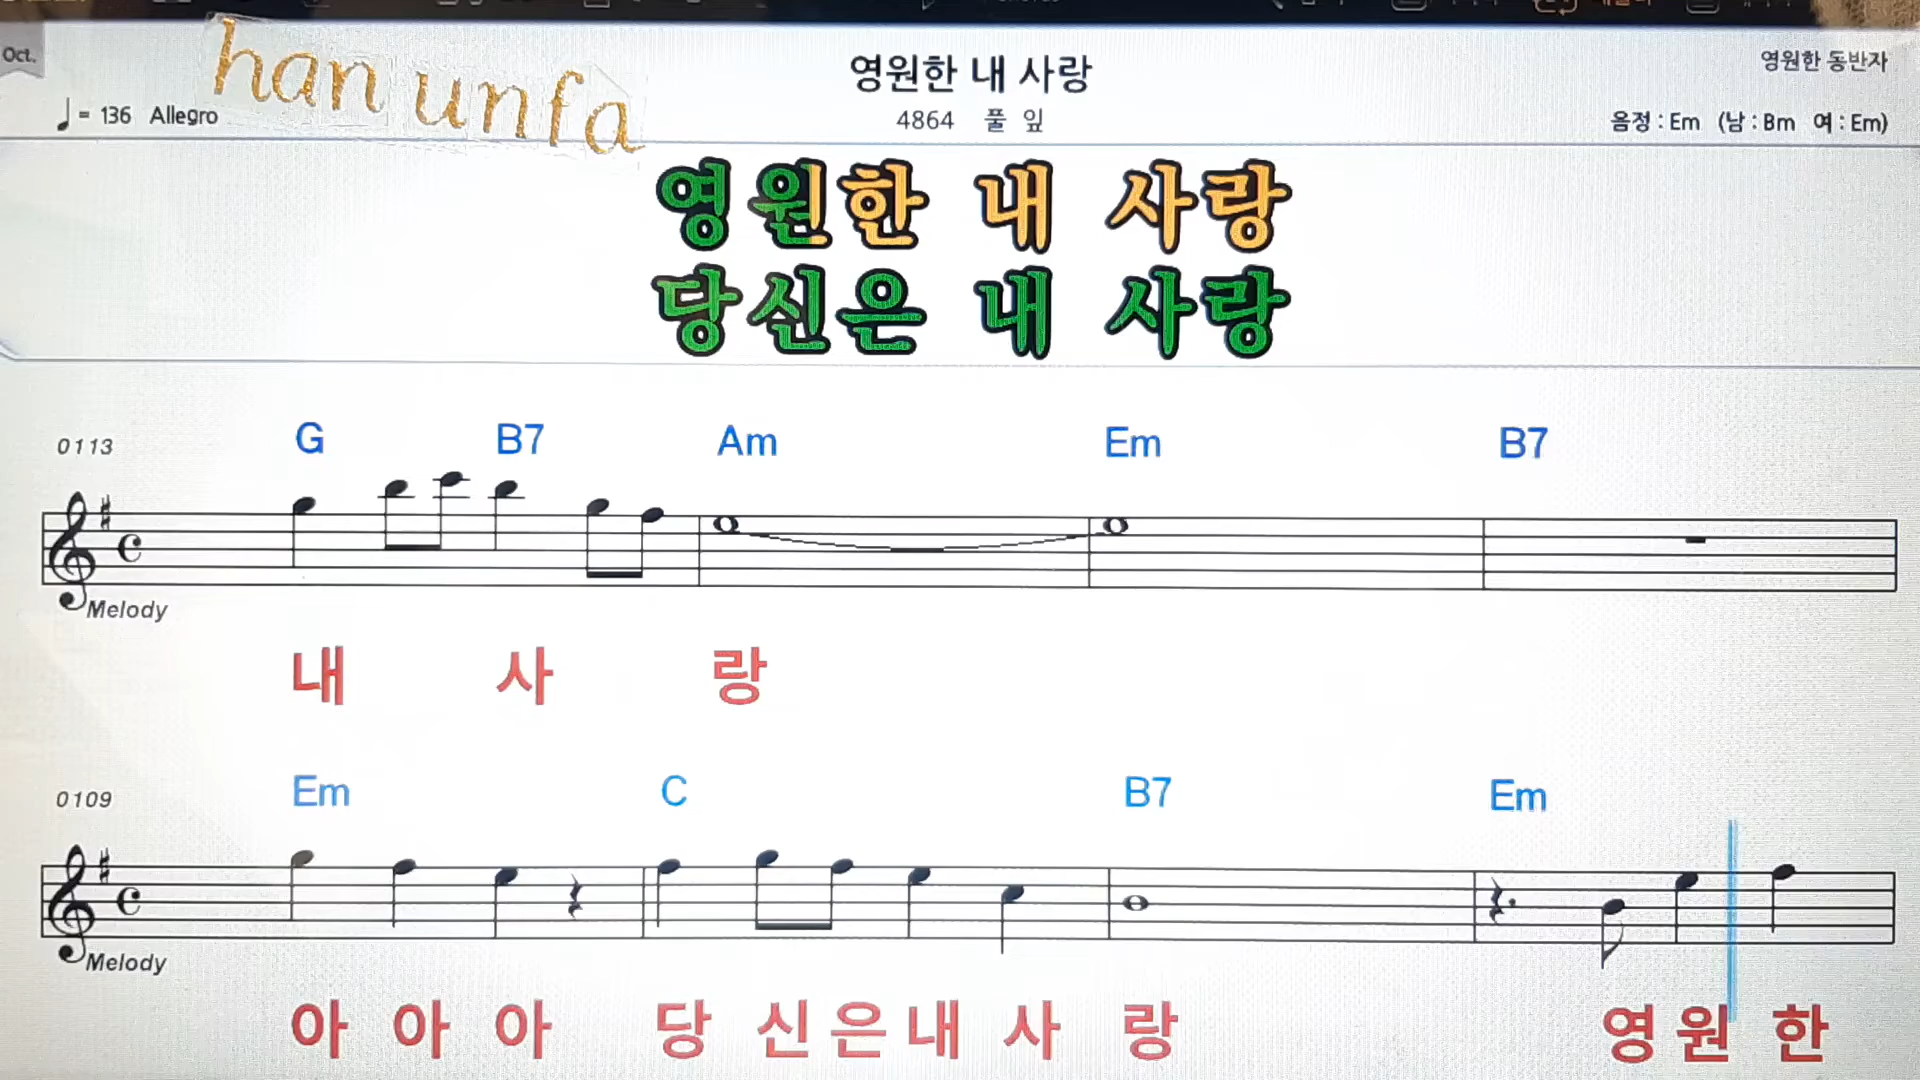 Oct.
han unfa
영원한 내 사랑
영원한 동반자
= 136 Allegro
4864 풀 잎
음정 : Em (남 : Bm 여 : Em)
영원한 내 사랑
당신은 내 사랑
0113
G B7 Am Em B7
Melody
내 사 랑
0109
Em C B7 Em
Melody
아 아 아 당 신 은 내 사 랑 영 원 한